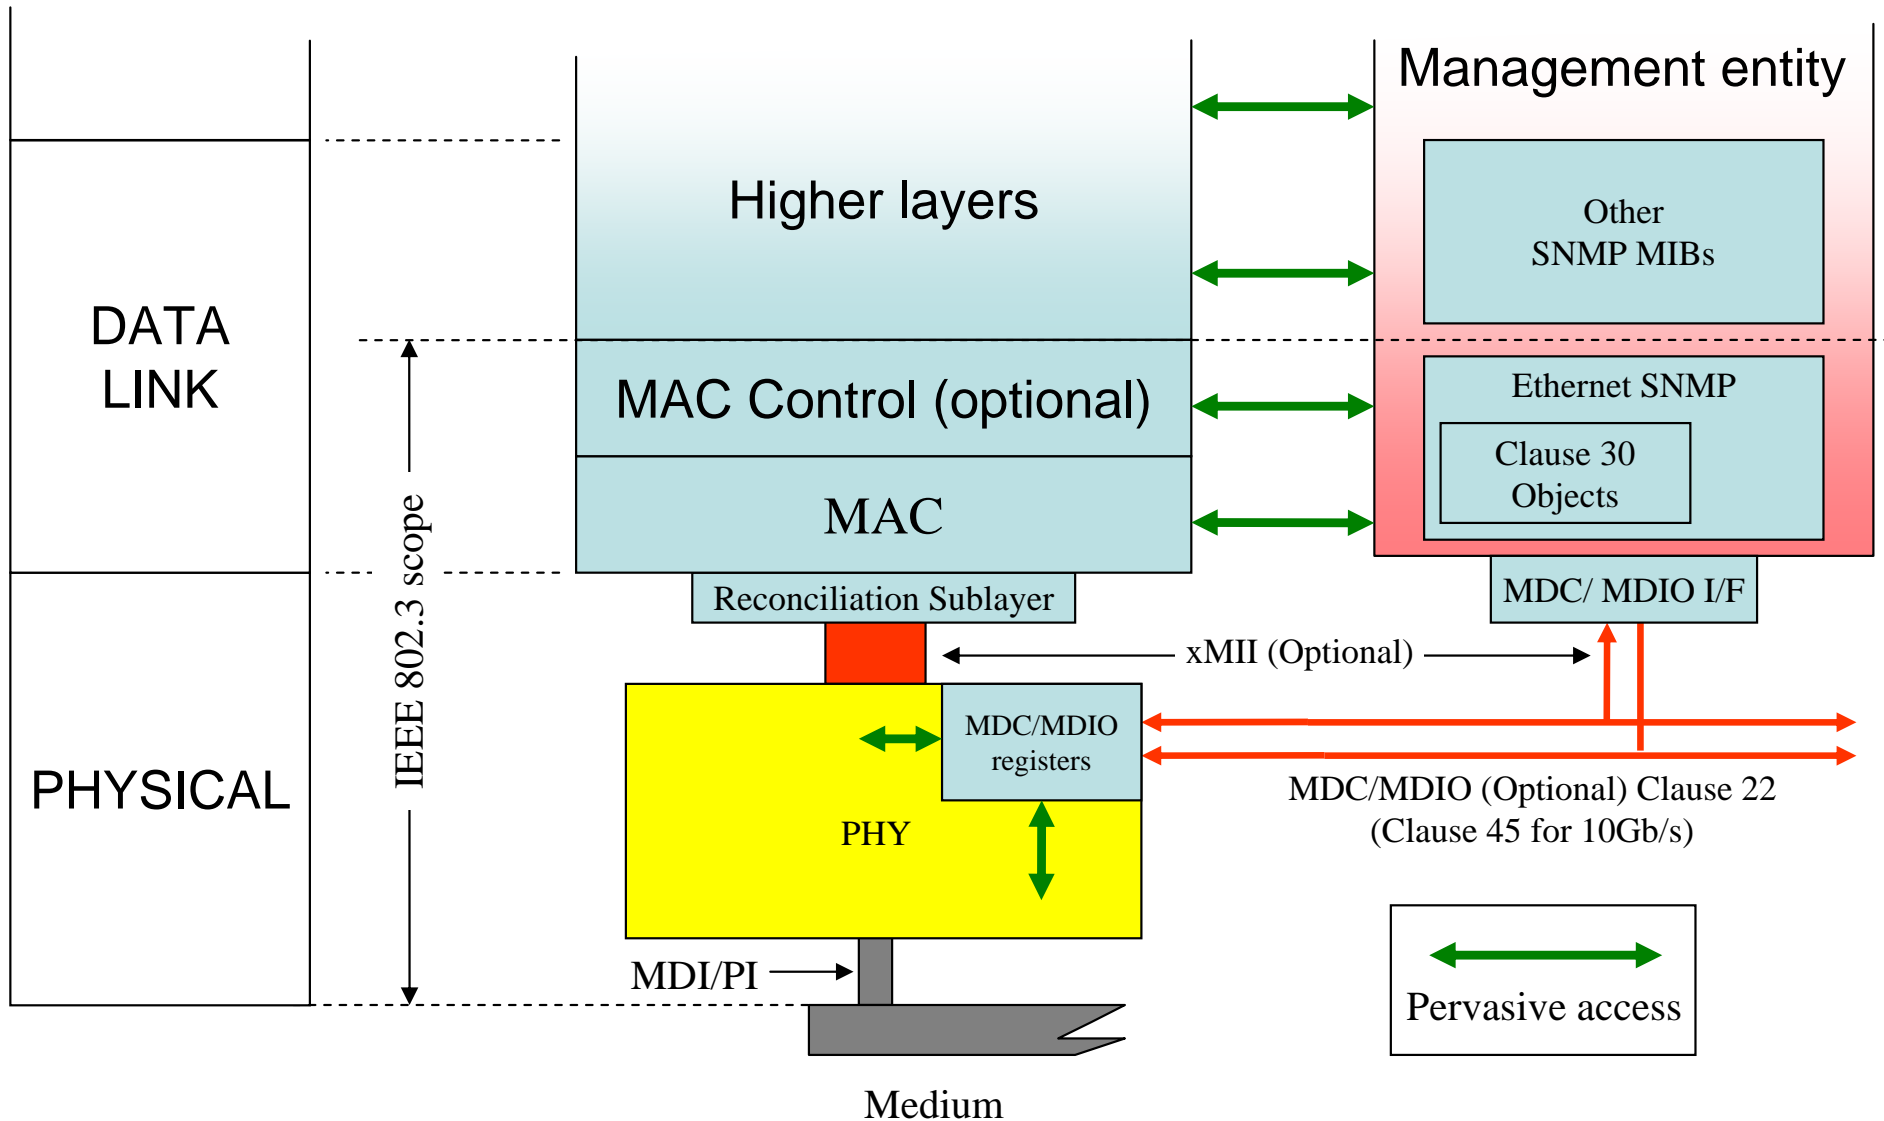 Management entity
Higher layers
Other
SNMP MIBs
DATA
LINK
MAC Control (optional)
Ethernet SNMP
Clause 30
Objects
MAC
IEEE 802.3 scope
Reconciliation Sublayer
MDC/ MDIO I/F
xMII (Optional)
PHYSICAL
MDC/MDIO
registers
PHY
MDC/MDIO (Optional) Clause 22
(Clause 45 for 10Gb/s)
MDI/PI
Pervasive access
Medium